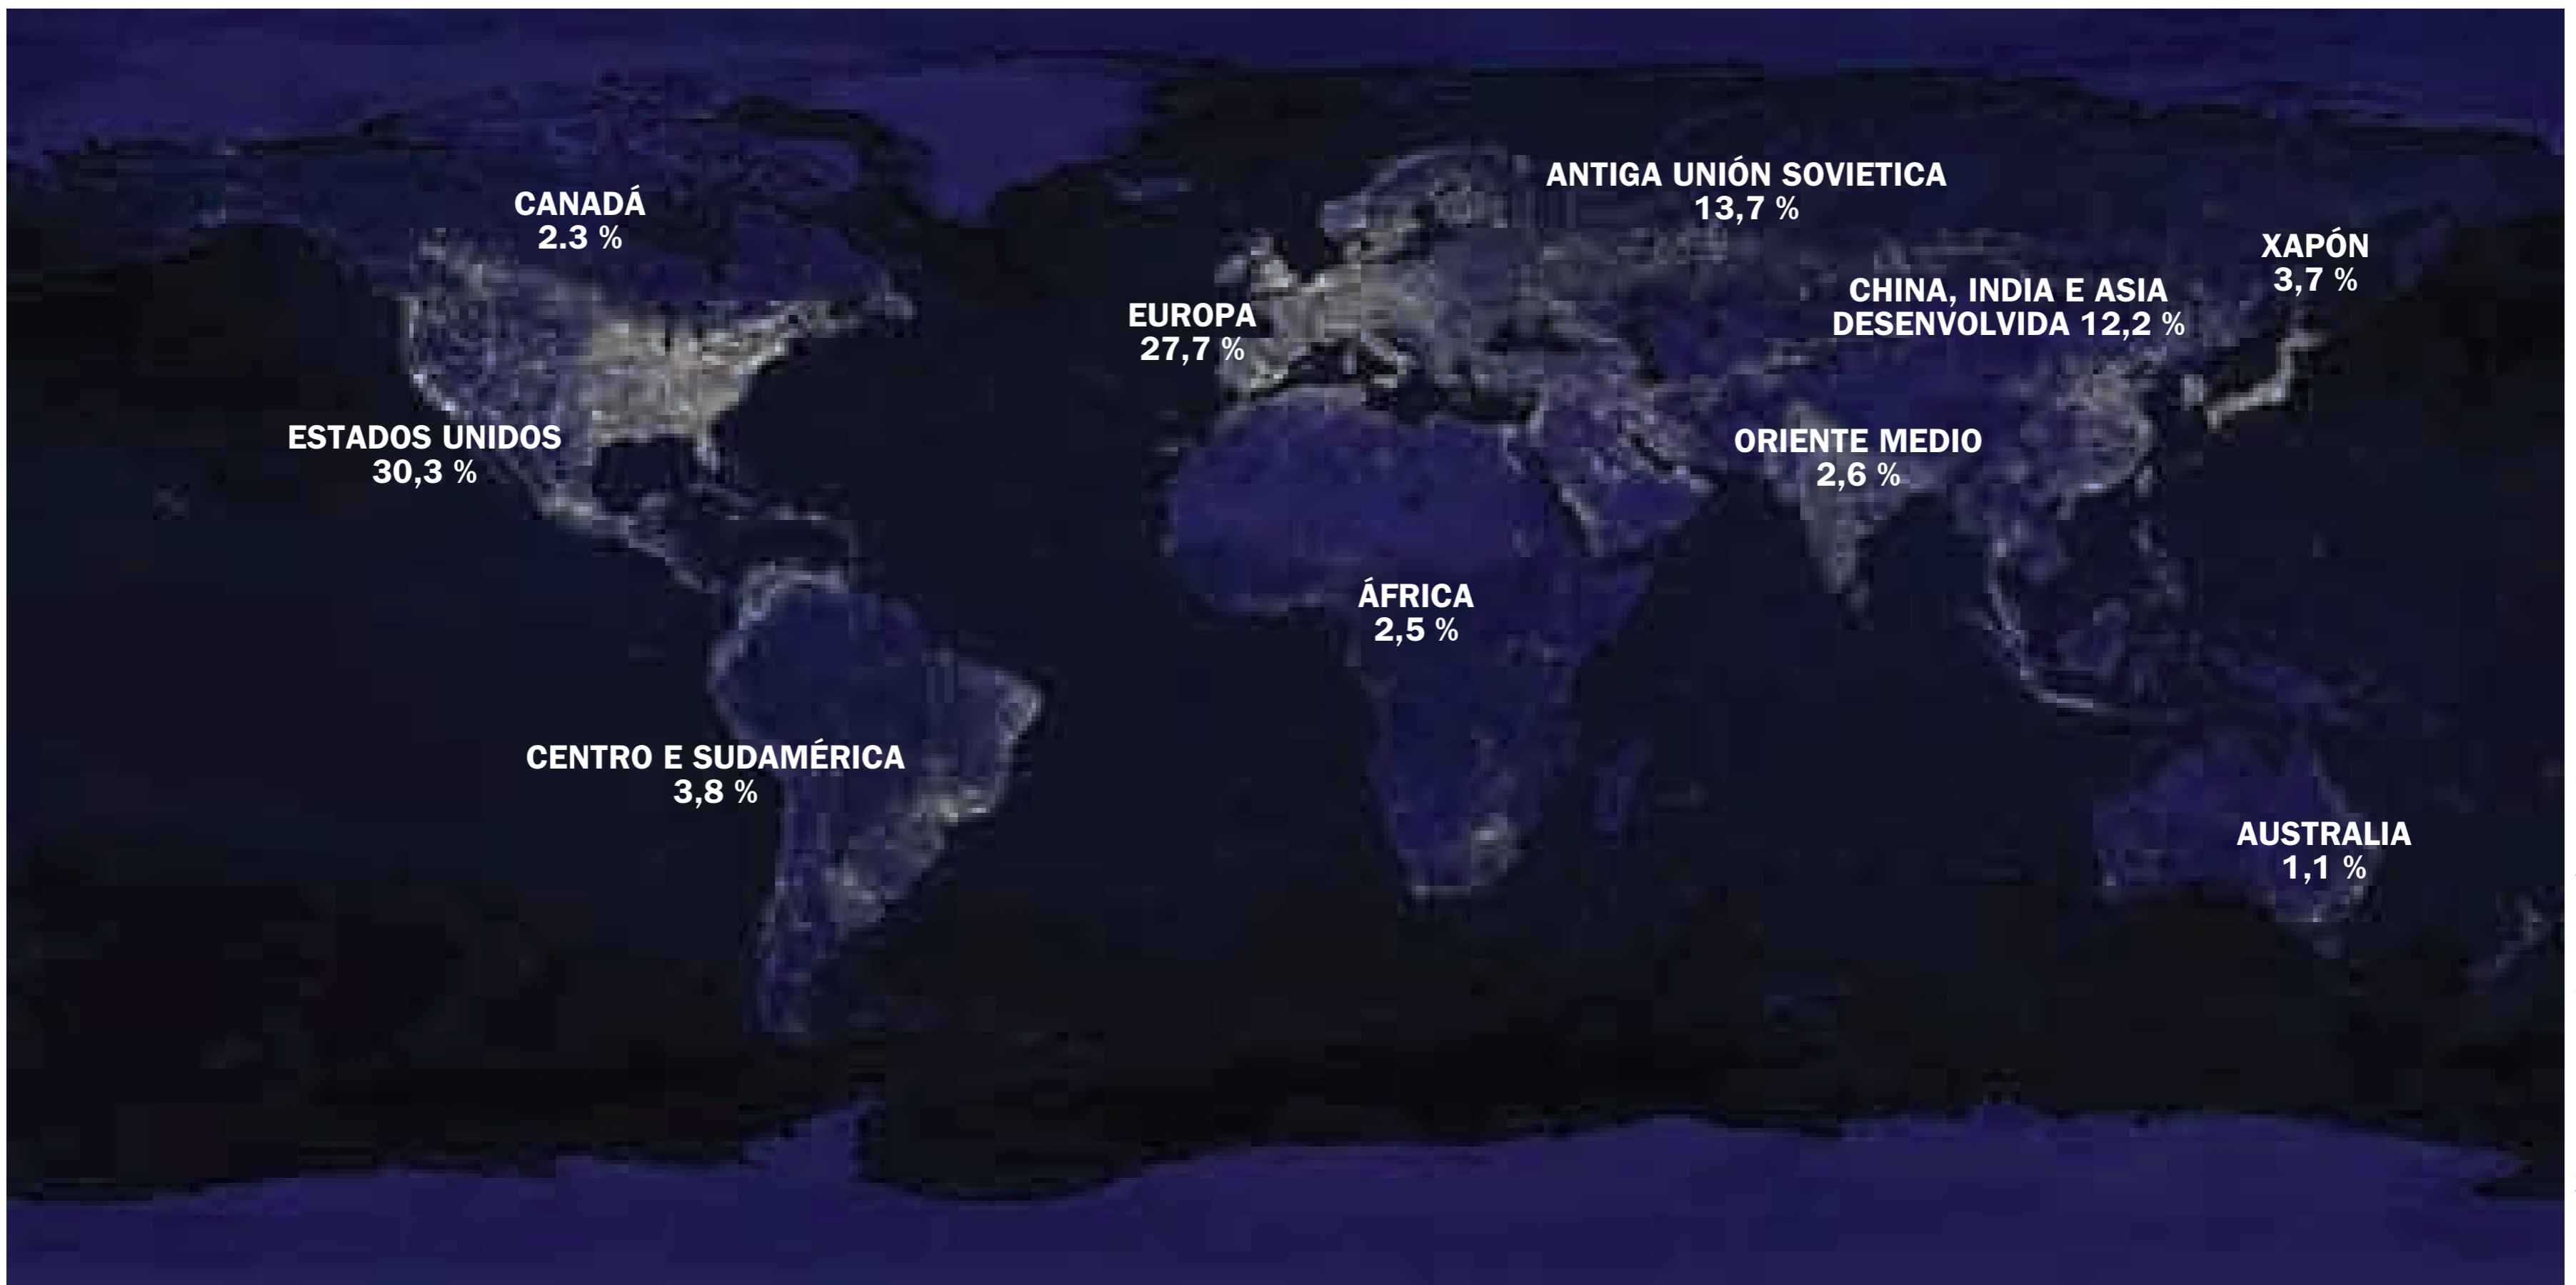 CANADÁ
2.3 %
ANTIGA UNIÓN SOVIETICA
13,7 %
XAPÓN
3,7 %
EUROPA
27,7 %
CHINA, INDIA E ASIA
DESENVOLVIDA 12,2 %
ESTADOS UNIDOS
30,3 %
ORIENTE MEDIO
2,6 %
ÁFRICA
2,5 %
CENTRO E SUDAMÉRICA
3,8 %
AUSTRALIA
1,1 %